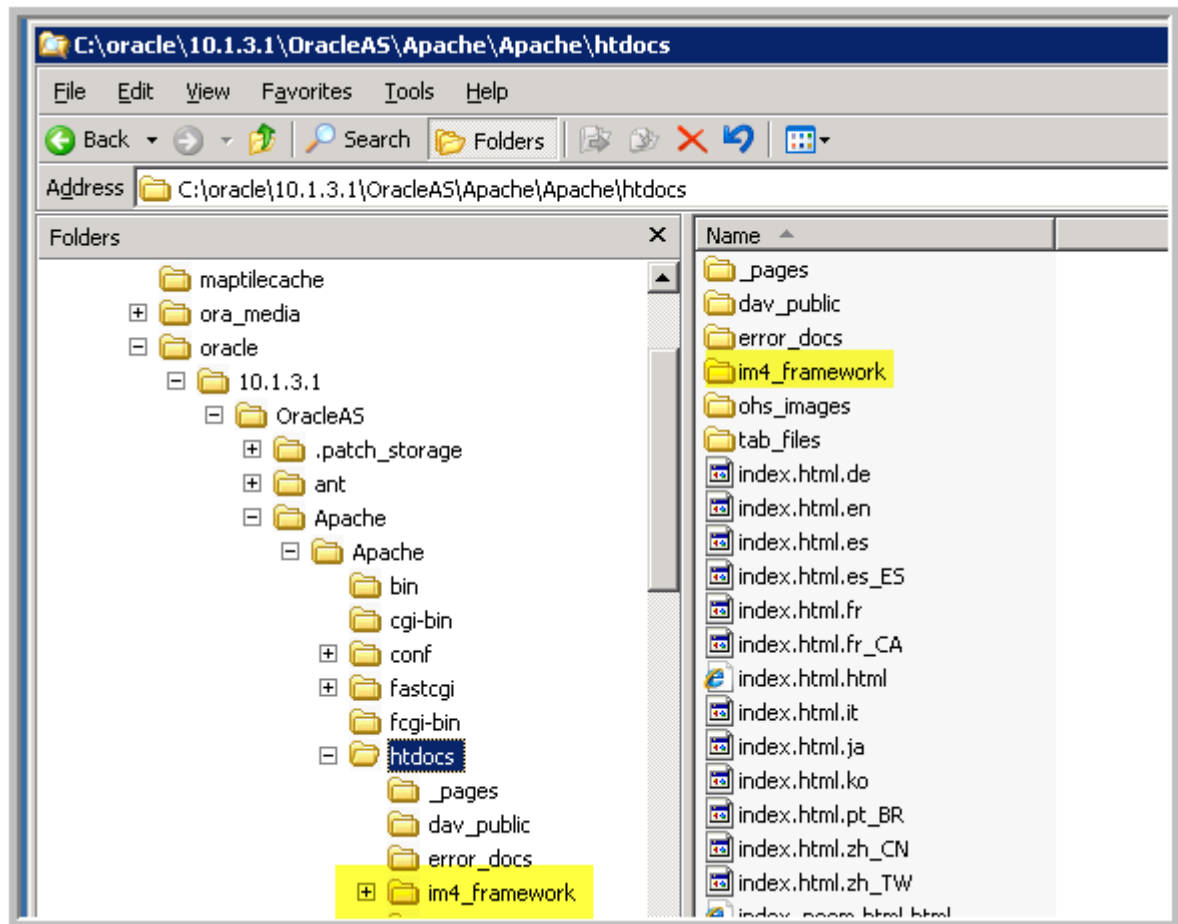 C:\oracle\10.1.3.1\OracleAS\Apache\Apache\htdocs
File Edit View Favorites Tools Help
Back Search Folders
Address C:\oracle\10.1.3.1\OracleAS\Apache\Apache\htdocs
Folders
maptilecache
ora_media
oracle
10.1.3.1
OracleAS
.patch_storage
ant
Apache
Apache
bin
cgi-bin
conf
fastcgi
fcgi-bin
htdocs
_pages
dav_public
error_docs
im4_framework
Name
_pages
dav_public
error_docs
im4_framework
ohs_images
tab_files
index.html.de
index.html.en
index.html.es
index.html.es_ES
index.html.fr
index.html.fr_CA
index.html.html
index.html.it
index.html.ja
index.html.ko
index.html.pt_BR
index.html.zh_CN
index.html.zh_TW